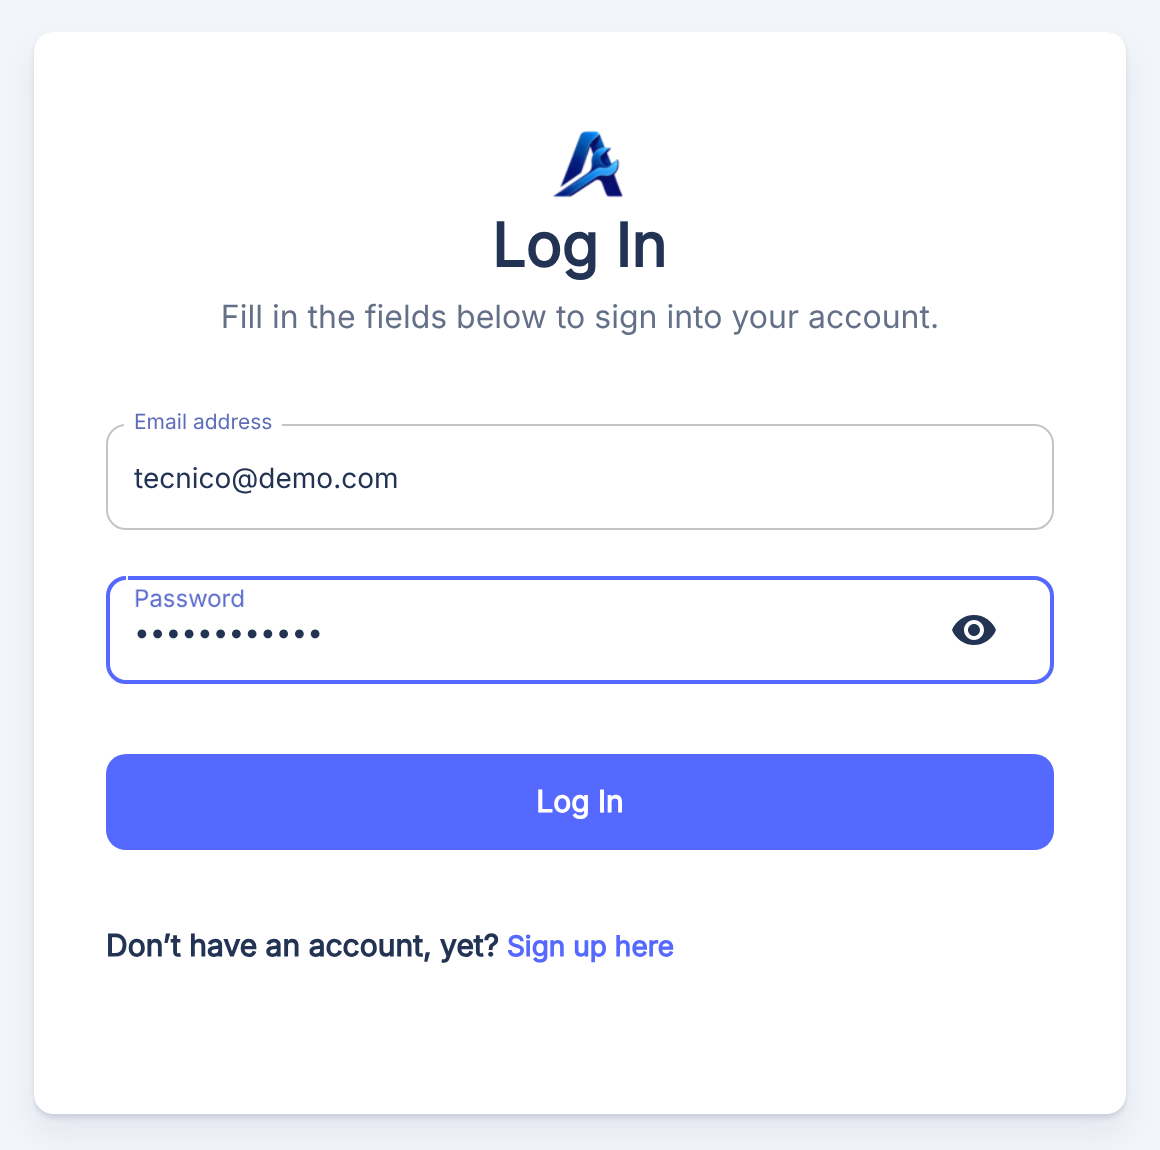 Log In
Fill in the fields below to sign into your account.
Email address
tecnico@demo.com
Password
••••••••••••
Log In
Don’t have an account, yet? Sign up here